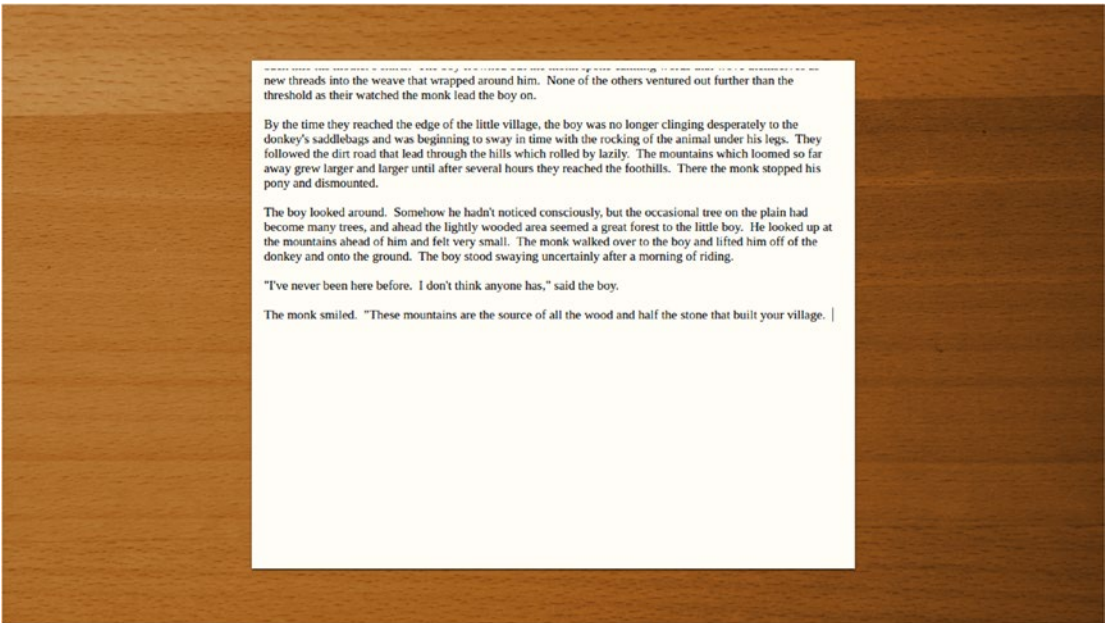 new threads into the weave that wrapped around him.  None of the others ventured out further than the
threshold as their watched the monk lead the boy on.
By the time they reached the edge of the little village, the boy was no longer clinging desperately to the
donkey's saddlebags and was beginning to sway in time with the rocking of the animal under his legs.  They
followed the dirt road that lead through the hills which rolled by lazily.  The mountains which loomed so far
away grew larger and larger until after several hours they reached the foothills.  There the monk stopped his
pony and dismounted.
The boy looked around.  Somehow he hadn't noticed consciously, but the occasional tree on the plain had
become many trees, and ahead the lightly wooded area seemed a great forest to the little boy.  He looked up at
the mountains ahead of him and felt very small.  The monk walked over to the boy and lifted him off of the
donkey and onto the ground.  The boy stood swaying uncertainly after a morning of riding.
"I've never been here before.  I don't think anyone has," said the boy.
The monk smiled.  "These mountains are the source of all the wood and half the stone that built your village.